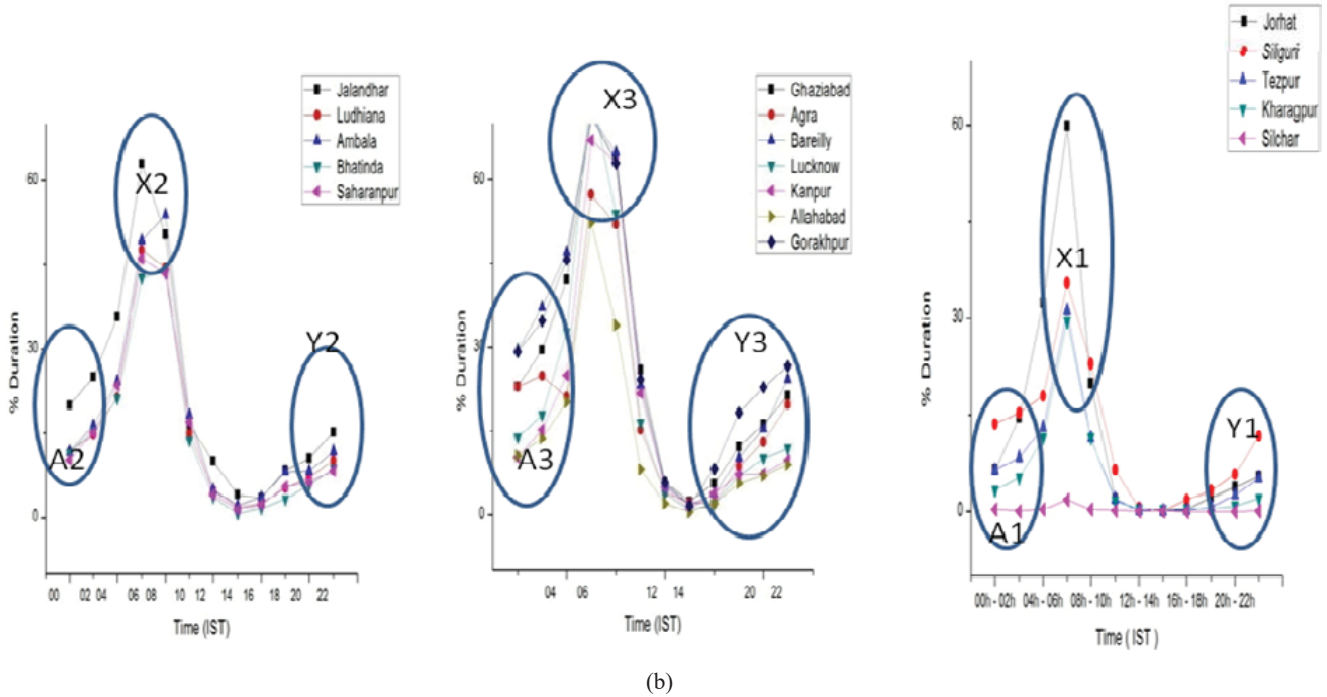 Jalandhar
Ludhiana
Ambala
Bhatinda
Saharanpur
X2
A2
Y2
% Duration
60
30
0
00 02 04 06 08 10 12 14 16 18 20 22
Time (IST)
Ghaziabad
Agra
Bareilly
Lucknow
Kanpur
Allahabad
Gorakhpur
X3
A3
Y3
% Duration
60
30
0
04 06 10 14 18 20 22
Time (IST)
Jorhat
Siliguri
Tezpur
Kharagpur
Silchar
X1
A1
Y1
% Duration
60
30
0
00h - 02h 04h - 06h 08h - 10h 12h - 14h 16h - 18h 20h - 22h
Time ( IST )
(b)